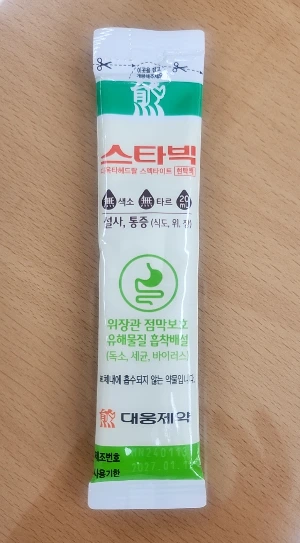 스타빅
디옥타헤드랄 스멕타이트 현탁액
無 색소 無 타르 20 mL
설사, 통증 (식도, 위, 장)
위장관 점막보호
유해물질 흡착배설
(독소, 세균, 바이러스)
※체내에 흡수되지 않는 약물입니다.
대웅제약
제조번호
사용기한